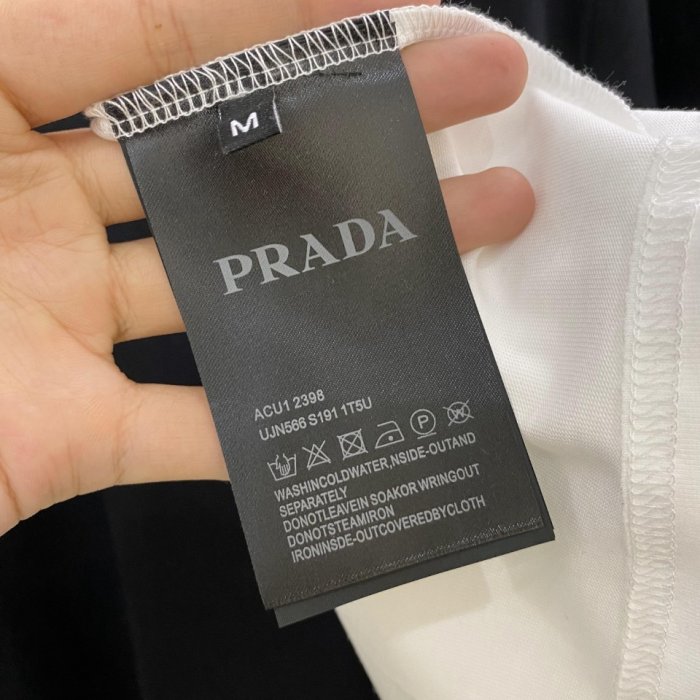 M
PRADA
ACU1 2398
UJN566 S191 1T5U
WASHINCOLDWATER,NSIDE-OUTAND
SEPARATELY
DONOTLEAVEIN SOAKOR WRINGOUT
DONOTSTEAMIRON
IRONINSDE-OUTCOVEREDBYCLOTH